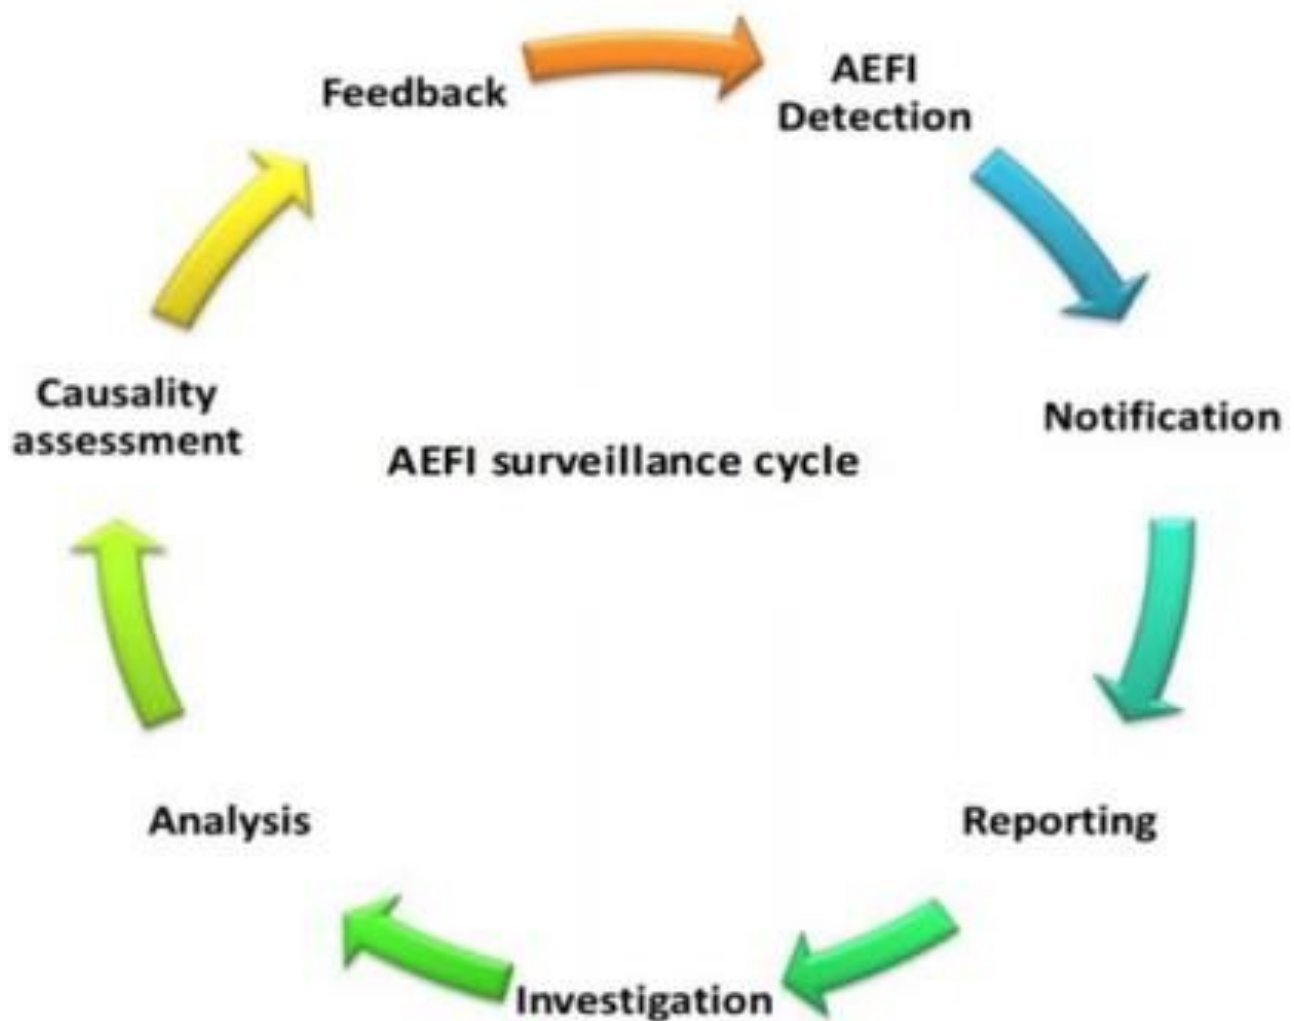 Feedback
AEFI
Detection
Causality
assessment
Notification
AEFI surveillance cycle
Analysis
Reporting
Investigation